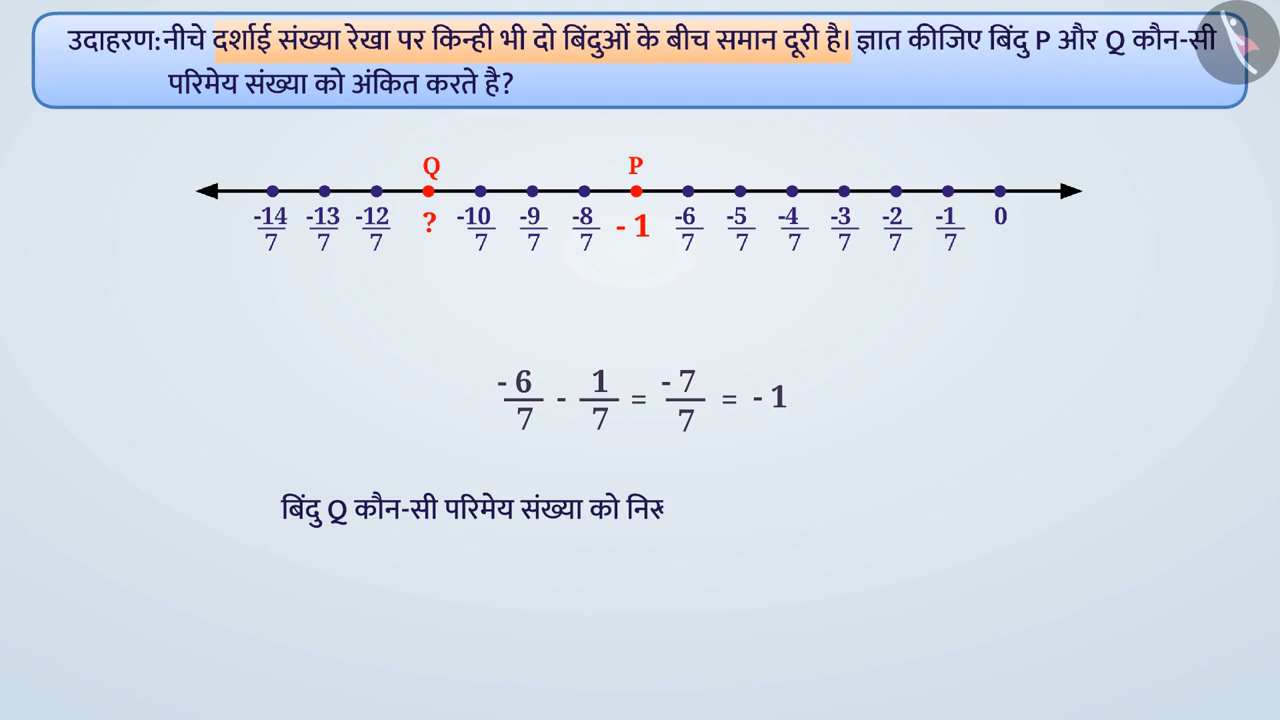 उदाहरण:नीचे दर्शाई संख्या रेखा पर किन्ही भी दो बिंदुओं के बीच समान दूरी है। ज्ञात कीजिए बिंदु P और Q कौन-सी
परिमेय संख्या को अंकित करते है?
Q P
-14/7 -13/7 -12/7 ? -10/7 -9/7 -8/7 - 1 -6/7 -5/7 -4/7 -3/7 -2/7 -1/7 0
- 6/7 - 1/7 = - 7/7 = - 1
बिंदु Q कौन-सी परिमेय संख्या को